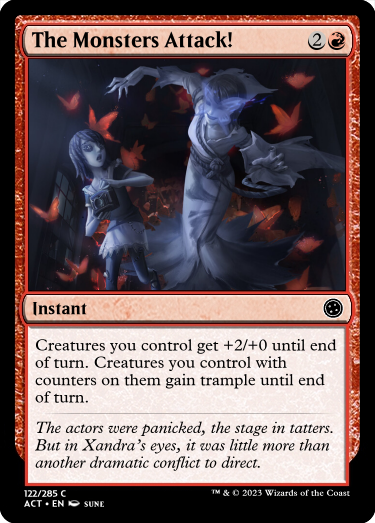 The Monsters Attack! 2
Instant
Creatures you control get +2/+0 until end
of turn. Creatures you control with
counters on them gain trample until end
of turn.
The actors were panicked, the stage in tatters.
But in Xandra's eyes, it was little more than
another dramatic conflict to direct.
122/285 C
ACT • EN SUNE
™ & © 2023 Wizards of the Coast